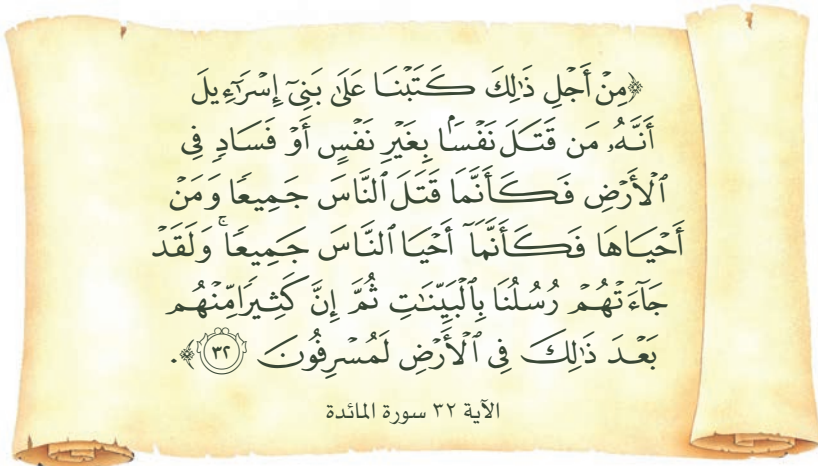 ﴿مِنْ أَجْلِ ذَٰلِكَ كَتَبْنَا عَلَىٰ بَنِيٓ إِسْرَٰٓءِيلَ
أَنَّهُۥ مَن قَتَلَ نَفْسًۢا بِغَيْرِ نَفْسٍ أَوْ فَسَادٖ فِي
ٱلْأَرْضِ فَكَأَنَّمَا قَتَلَ ٱلنَّاسَ جَمِيعٗا وَمَنْ
أَحْيَاهَا فَكَأَنَّمَآ أَحْيَا ٱلنَّاسَ جَمِيعٗاۚ وَلَقَدْ
جَآءَتْهُمْ رُسُلُنَا بِٱلْبَيِّنَٰتِ ثُمَّ إِنَّ كَثِيرٗا مِّنْهُم
بَعْدَ ذَٰلِكَ فِي ٱلْأَرْضِ لَمُسْرِفُونَ ٣٢﴾.
الآية ٣٢ سورة المائدة